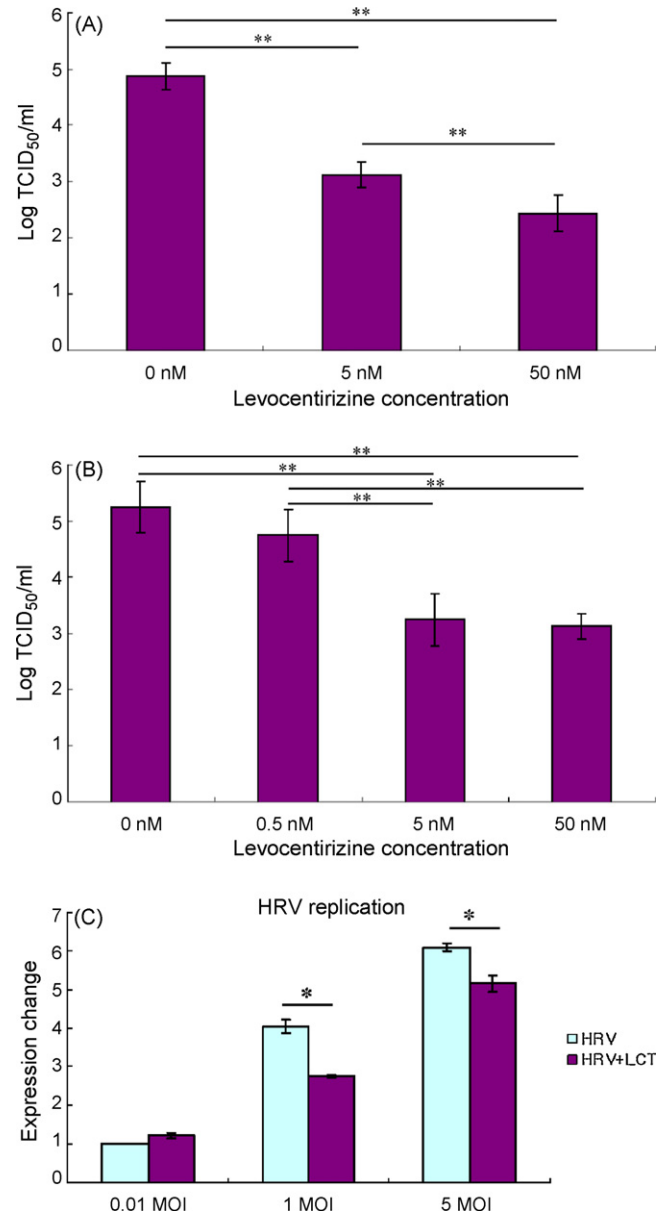 (A)
**
**
**
Log TCID50/ml
6
5
4
3
2
1
0
0 nM 5 nM 50 nM
Levocentirizine concentration
(B)
**
**
**
**
Log TCID50/ml
6
5
4
3
2
1
0
0 nM 0.5 nM 5 nM 50 nM
Levocentirizine concentration
(C) HRV replication
*
*
Expression change
7
6
5
4
3
2
1
0
HRV
HRV+LCT
0.01 MOI 1 MOI 5 MOI